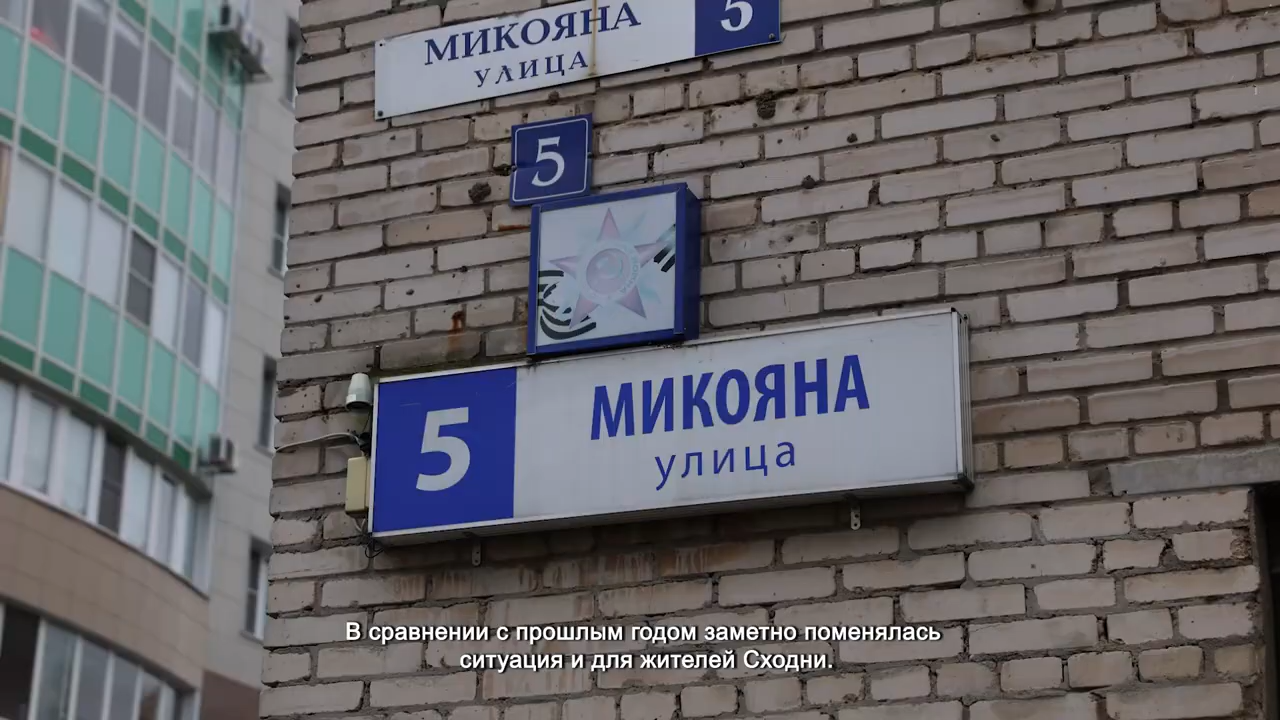 МИКОЯНА 5
УЛИЦА
5
5 МИКОЯНА
улица
В сравнении с прошлым годом заметно поменялась
ситуация и для жителей Сходни.